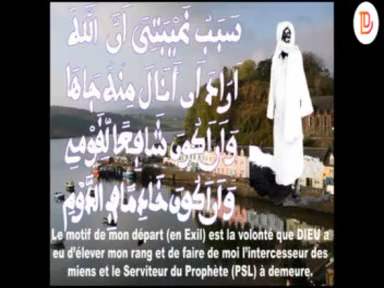 سَبَبُ غَيْبَتِي أَنَّ اللَّهَ
أَرَادَ أَنْ أَنَالَ مِنْهُ جَاهَا
وَأَنْ أَكُونَ شَافِعًا لِقَوْمِي
وَأَنْ أَكُونَ خَادِمًا
Le motif de mon départ (en Exil) est la volonté que DIEU a
eu d'élever mon rang et de faire de moi l'intercesseur des
miens et le Serviteur du Prophète (PSL) à demeure.